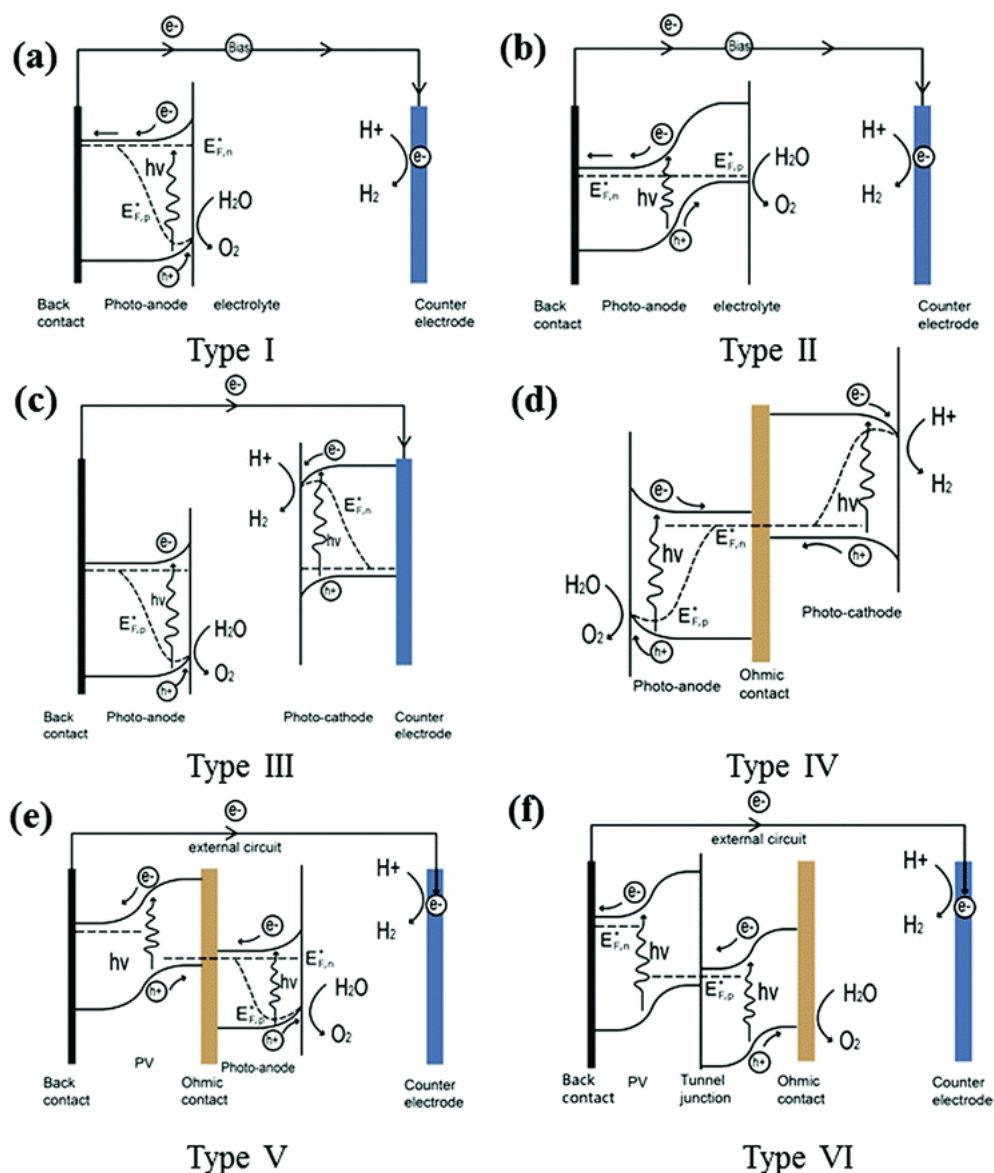 (a)
e-
Bias
e-
E*F,n
hv
E*F,p
H2O
O2
h+
H+
e-
H2
Back
contact
Photo-anode
electrolyte
Counter
electrode
Type I
(b)
e-
Bias
e-
E*F,p
E*F,n
hv
H2O
O2
h+
H+
e-
H2
Back
contact
Photo-anode
electrolyte
Counter
electrode
Type II
(c)
e-
e-
hv
E*F,p
H2O
O2
h+
H+
H2
e-
E*F,n
hv
h+
Back
contact
Photo-anode
Photo-cathode
Counter
electrode
Type III
(d)
e-
H+
H2
hv
h+
Photo-cathode
e-
E*F,n
hv
E*F,p
H2O
O2
h+
Photo-anode
Ohmic
contact
Type IV
(e)
e-
external circuit
e-
hv
h+
e-
E*F,n
hv
E*F,p
h+
H2O
O2
H+
e-
H2
PV
Photo-anode
Back
contact
Ohmic
contact
Counter
electrode
Type V
(f)
e-
external circuit
e-
E*F,n
hv
e-
E*F,p
hv
h+
H2O
O2
H+
e-
H2
Back
contact
PV
Tunnel
junction
Ohmic
contact
Counter
electrode
Type VI